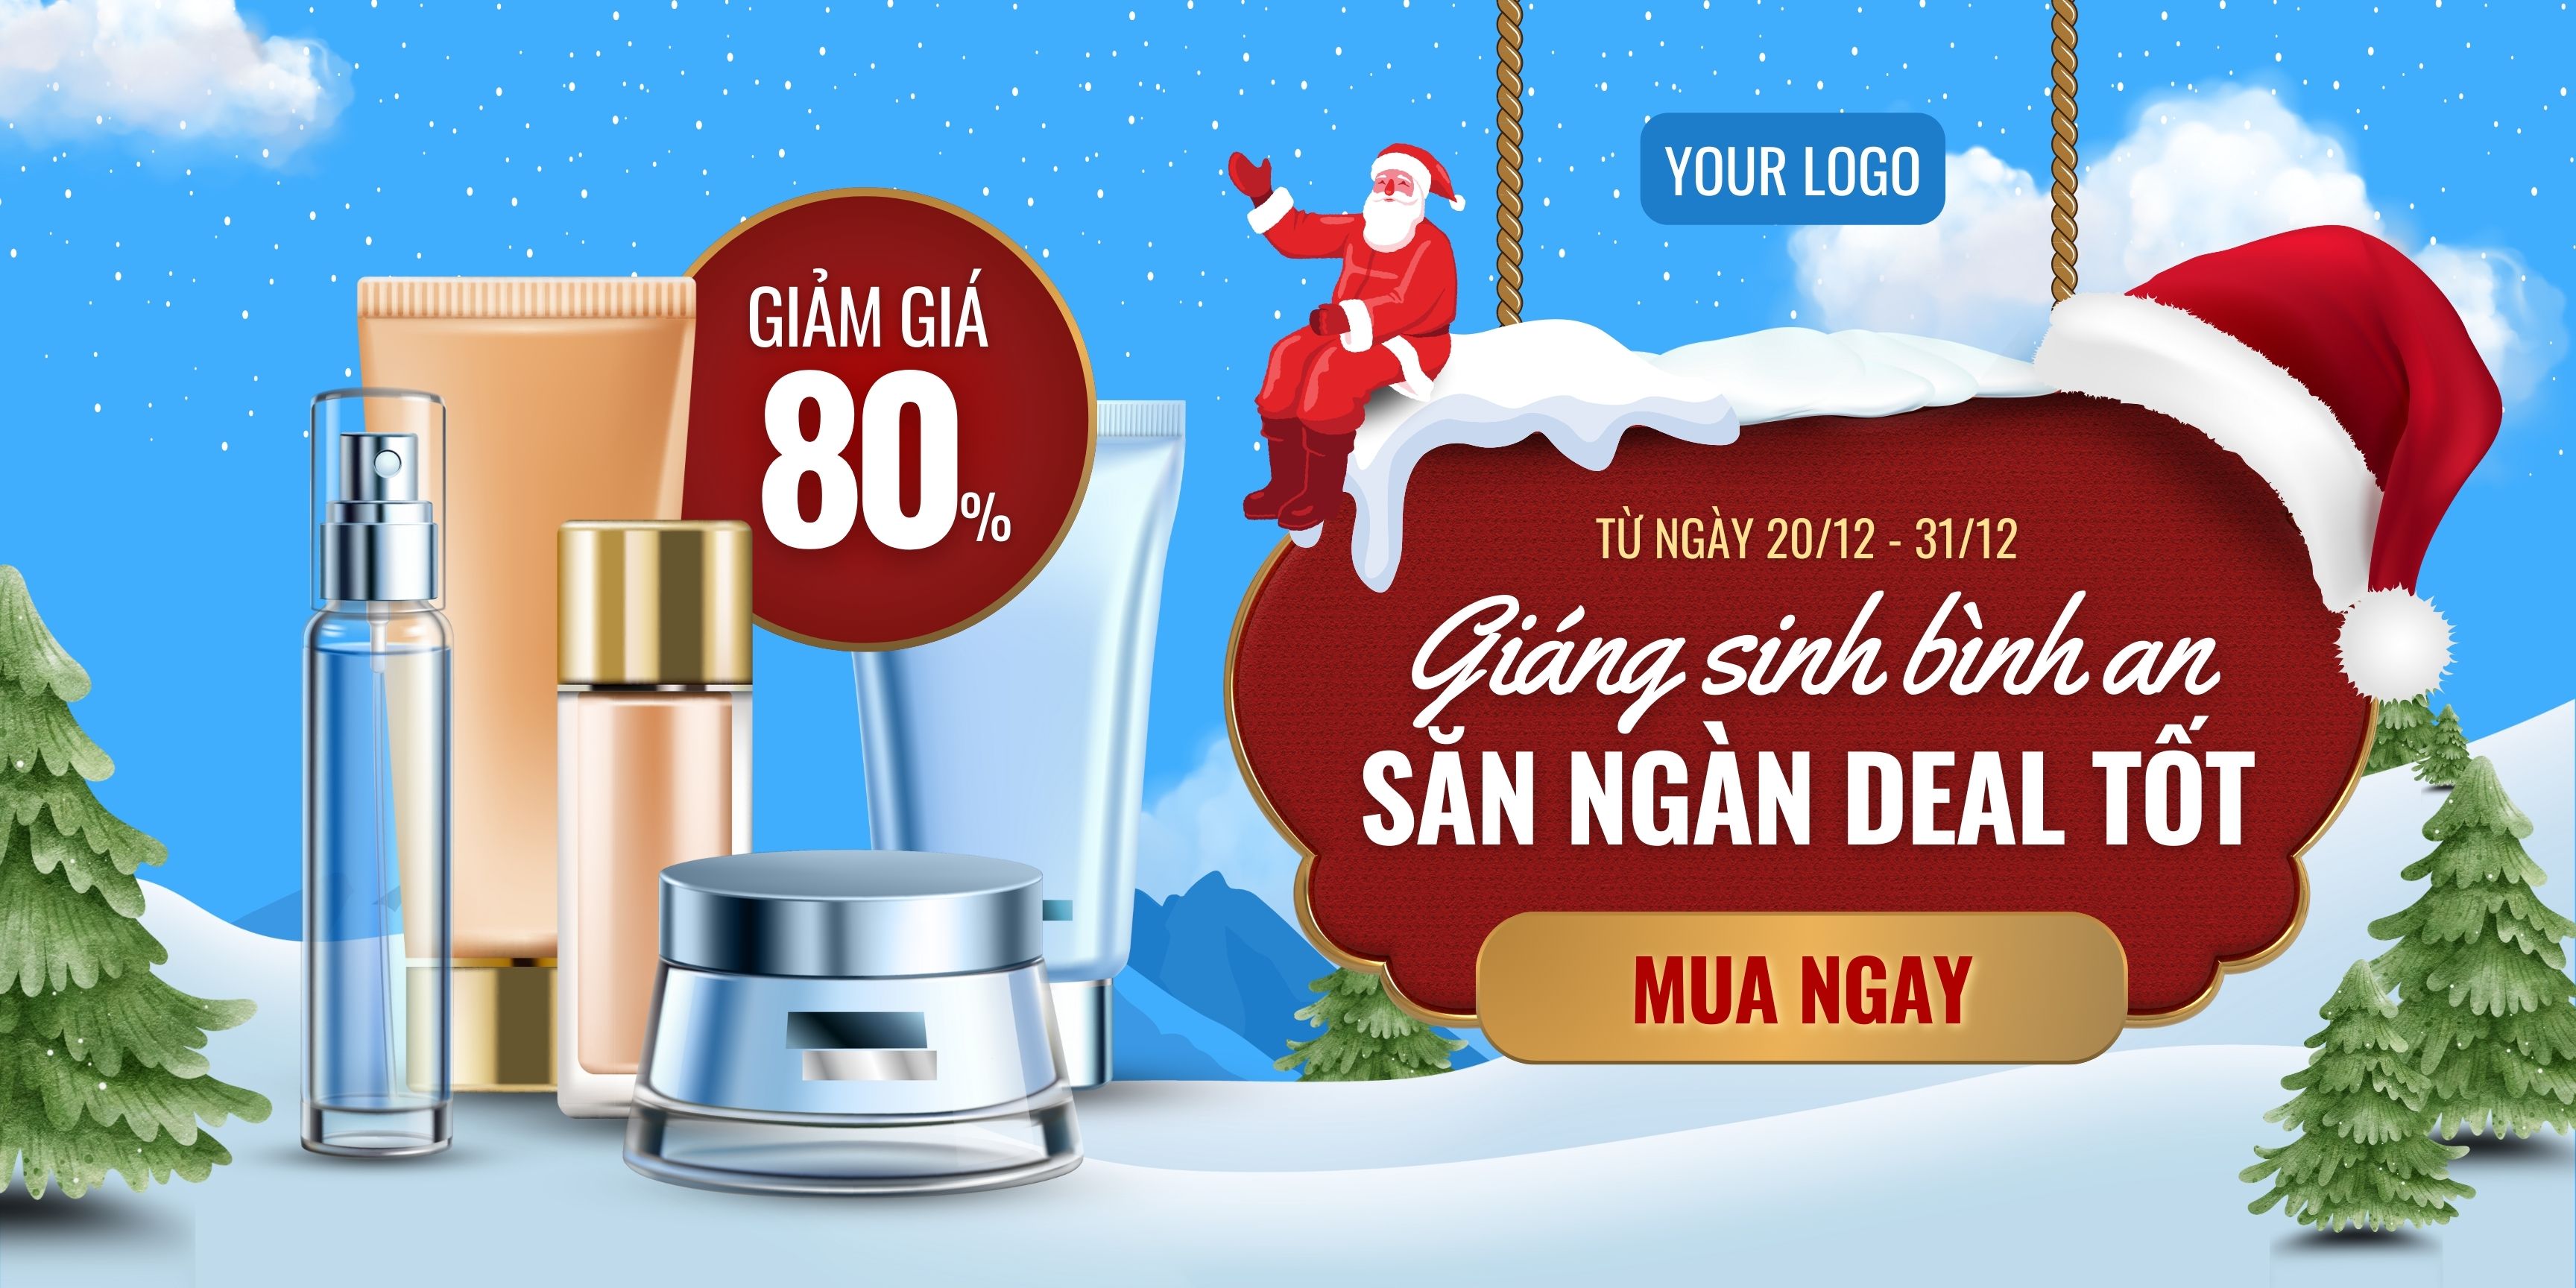 YOUR LOGO
GIẢM GIÁ
80%
TỪ NGÀY 20/12 - 31/12
Giáng sinh bình an
SĂN NGÀN DEAL TỐT
MUA NGAY